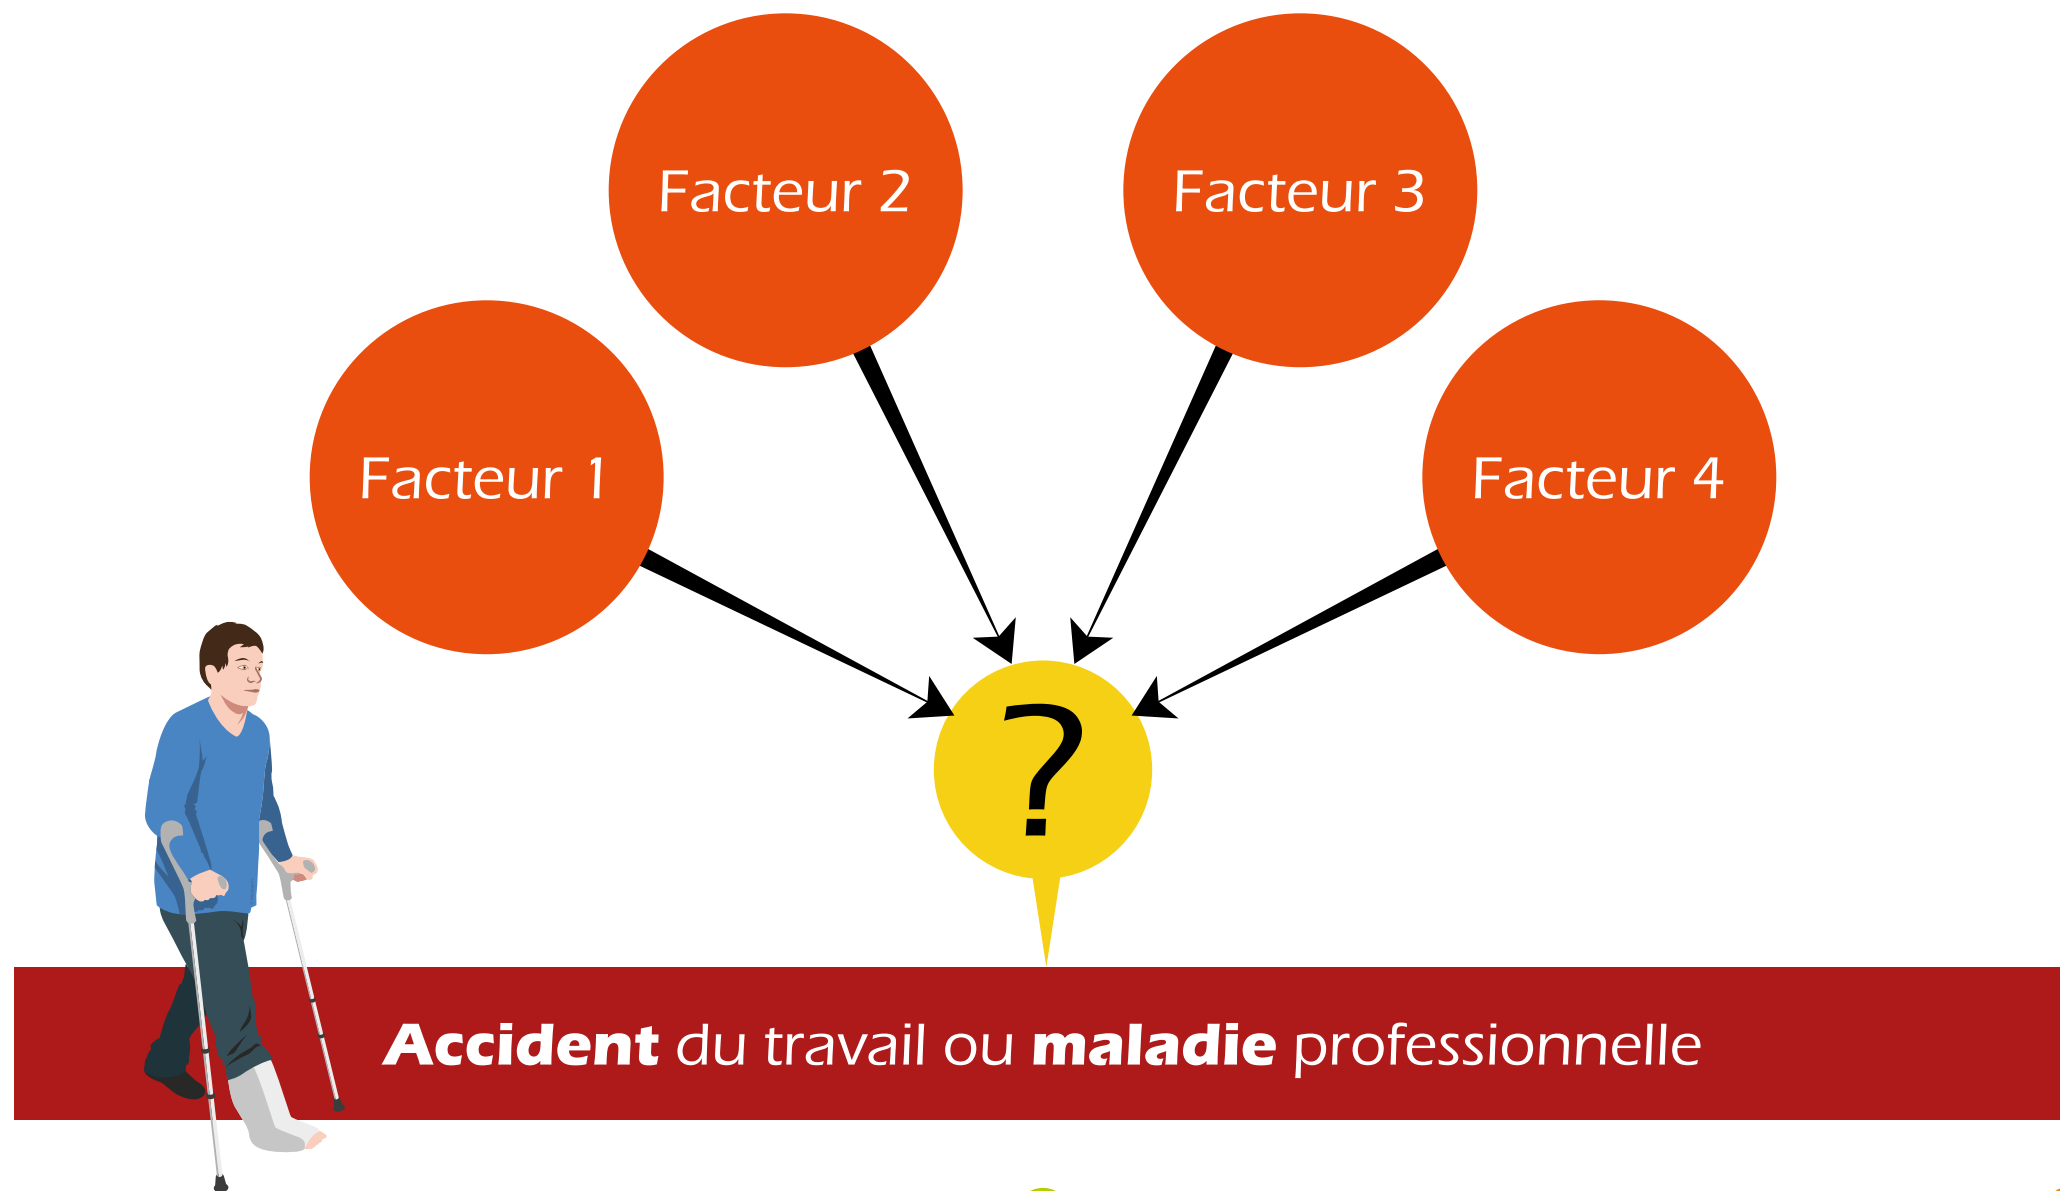 Facteur 2
Facteur 3
Facteur 1
Facteur 4
?
Accident du travail ou maladie professionnelle